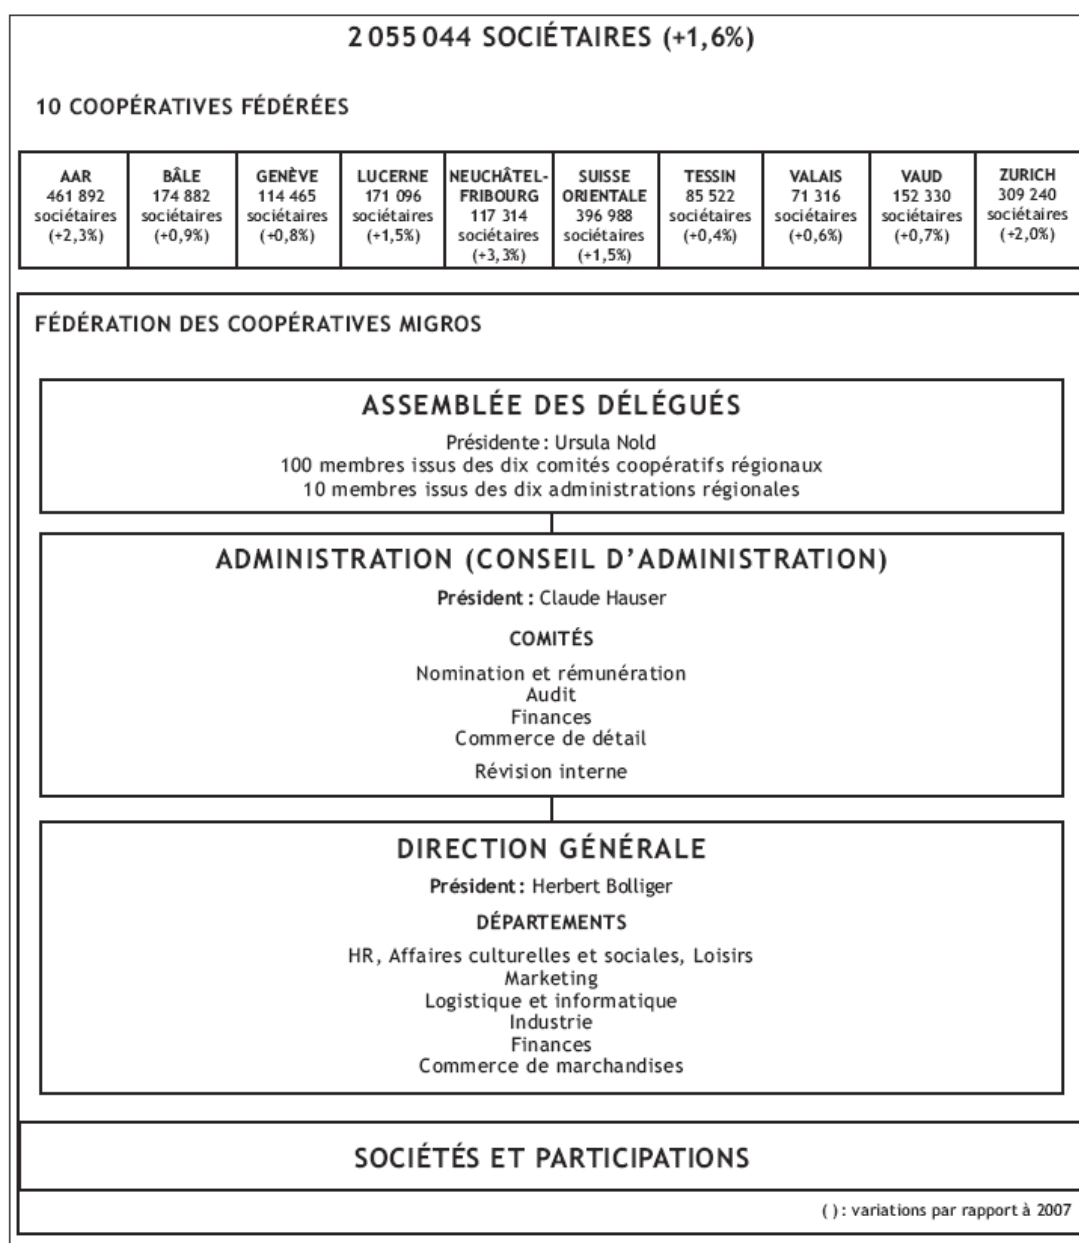 2 055 044 SOCIÉTAIRES (+1,6%)
10 COOPÉRATIVES FÉDÉRÉES
AAR
461 892
sociétaires
(+2,3%)
BÂLE
174 882
sociétaires
(+0,9%)
GENÈVE
114 465
sociétaires
(+0,8%)
LUCERNE
171 096
sociétaires
(+1,5%)
NEUCHÂTEL-
FRIBOURG
117 314
sociétaires
(+3,3%)
SUISSE
ORIENTALE
396 988
sociétaires
(+1,5%)
TESSIN
85 522
sociétaires
(+0,4%)
VALAIS
71 316
sociétaires
(+0,6%)
VAUD
152 330
sociétaires
(+0,7%)
ZURICH
309 240
sociétaires
(+2,0%)
FÉDÉRATION DES COOPÉRATIVES MIGROS
ASSEMBLÉE DES DÉLÉGUÉS
Présidente : Ursula Nold
100 membres issus des dix comités coopératifs régionaux
10 membres issus des dix administrations régionales
ADMINISTRATION (CONSEIL D'ADMINISTRATION)
Président : Claude Hauser
COMITÉS
Nomination et rémunération
Audit
Finances
Commerce de détail
Révision interne
DIRECTION GÉNÉRALE
Président : Herbert Bolliger
DÉPARTEMENTS
HR, Affaires culturelles et sociales, Loisirs
Marketing
Logistique et informatique
Industrie
Finances
Commerce de marchandises
SOCIÉTÉS ET PARTICIPATIONS
( ) : variations par rapport à 2007